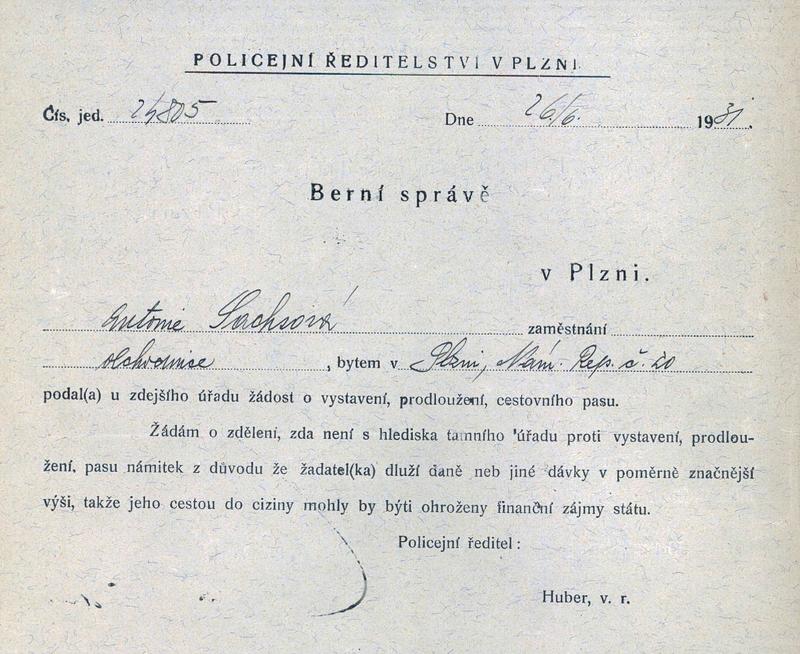 POLICEJNÍ ŘEDITELSTVÍ V PLZNI
Čís. jed. 24805 Dne 26./6. 1931.
Berní správě
v Plzni.
Antonie Sachsová zaměstnání
obchodnice, bytem v Plzni, Nám. Rep. č. 20
podal(a) u zdejšího úřadu žádost o vystavení, prodloužení, cestovního pasu.
Žádám o zdělení, zda není s hlediska tamního úřadu proti vystavení, prodlou-
žení, pasu námitek z důvodu že žadatel(ka) dluží daně neb jiné dávky v poměrně značnější
výši, takže jeho cestou do ciziny mohly by býti ohroženy finanční zájmy státu.
Policejní ředitel:
Huber, v. r.